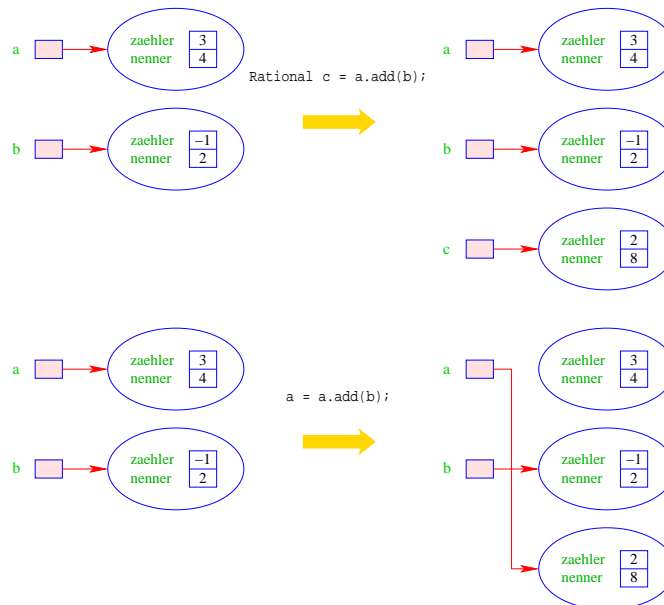 a zaehler 3
nenner 4
b zaehler −1
nenner 2
Rational c = a.add(b);
a zaehler 3
nenner 4
b zaehler −1
nenner 2
c zaehler 2
nenner 8
a zaehler 3
nenner 4
b zaehler −1
nenner 2
a = a.add(b);
a zaehler 3
nenner 4
b zaehler −1
nenner 2
zaehler 2
nenner 8